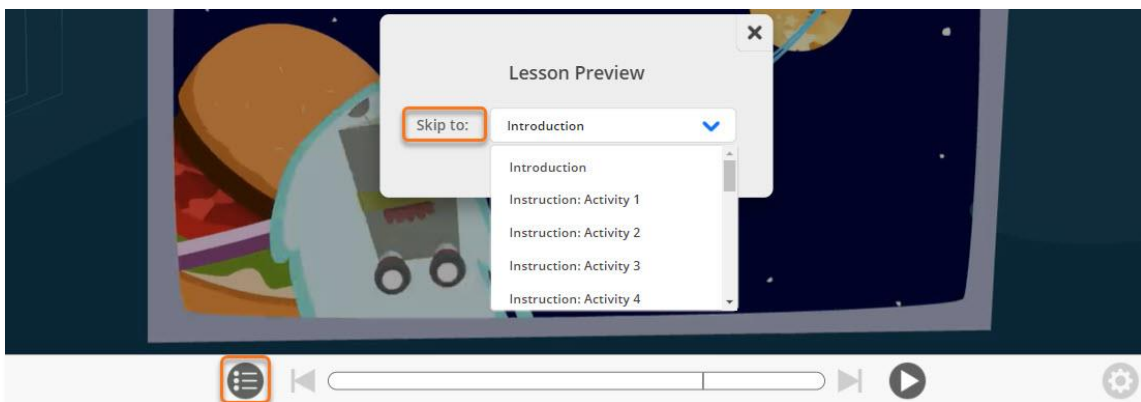 Lesson Preview
Skip to: Introduction
Introduction
Instruction: Activity 1
Instruction: Activity 2
Instruction: Activity 3
Instruction: Activity 4